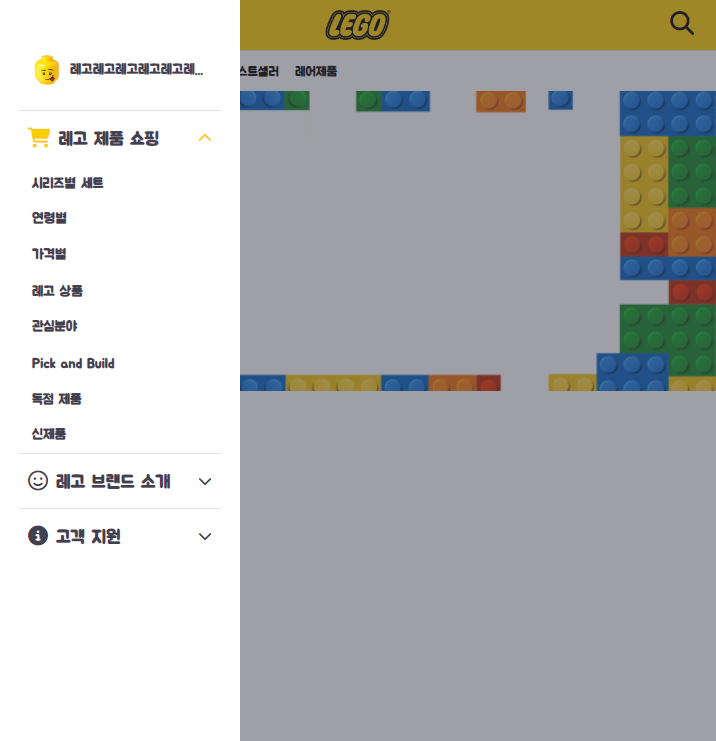 LEGO
레고레고레고레고레고레...
스트셀러 레어제품
레고 제품 쇼핑
시리즈별 세트
연령별
가격별
레고 상품
관심분야
Pick and Build
독점 제품
신제품
레고 브랜드 소개
고객 지원